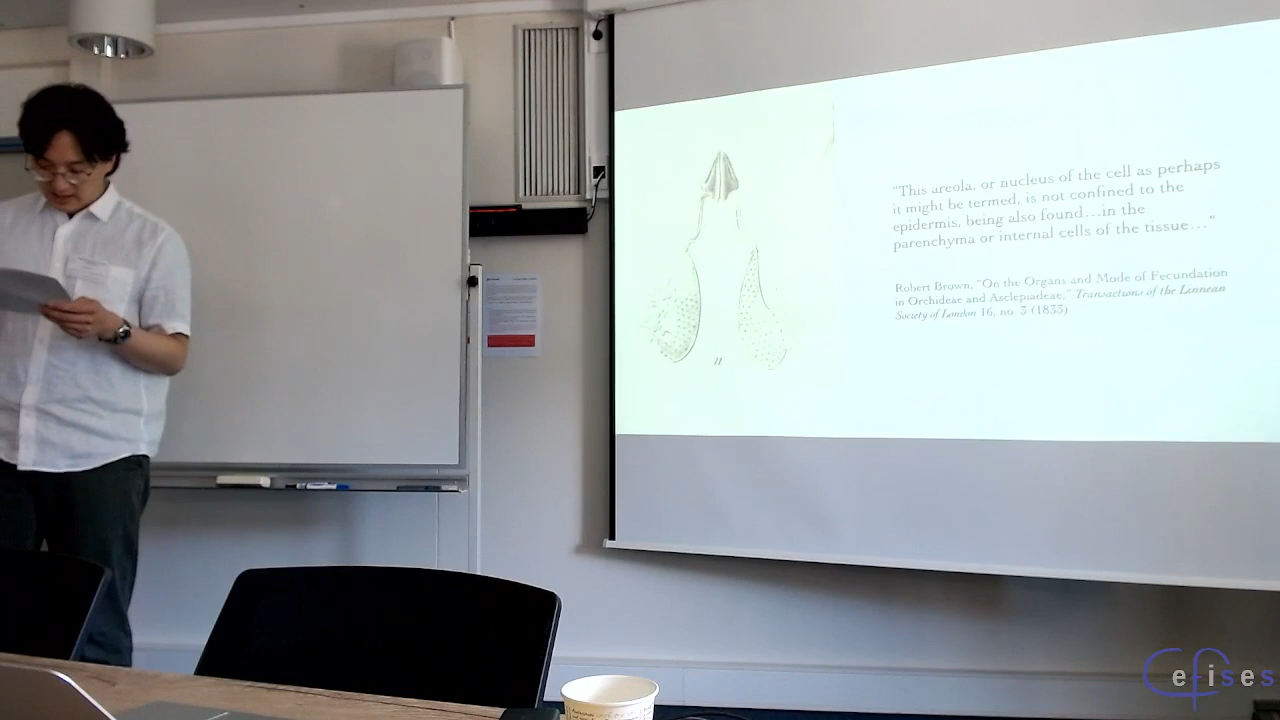 "This areola, or nucleus of the cell as perhaps
it might be termed, is not confined to the
epidermis, being also found…in the
parenchyma or internal cells of the tissue…"
Robert Brown, "On the Organs and Mode of Fecundation
in Orchideae and Asclepiadeae," Transactions of the Linnean
Society of London 16, no. 3 (1833)
11
Cefises